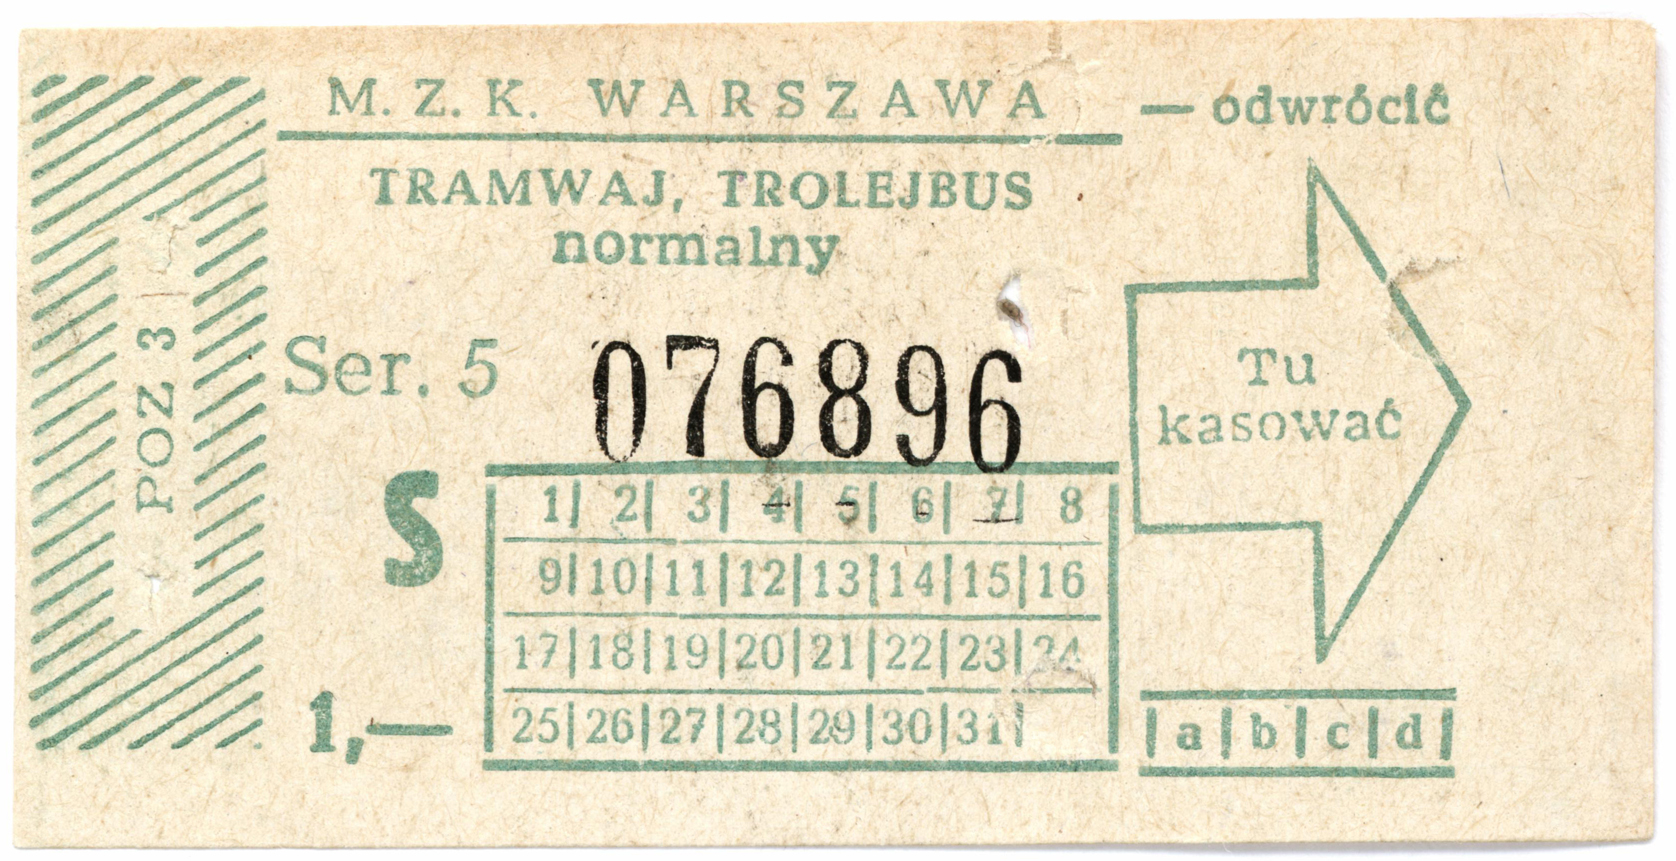 M. Z. K. WARSZAWA
— odwrócić
TRAMWAJ, TROLEJBUS
normalny
POZ 3
Ser. 5 076896
Tu
kasować
S
1| 2| 3| 4| 5| 6| 7| 8
9|10|11|12|13|14|15|16
17|18|19|20|21|22|23|24
25|26|27|28|29|30|31|
1,—
|a|b|c|d|